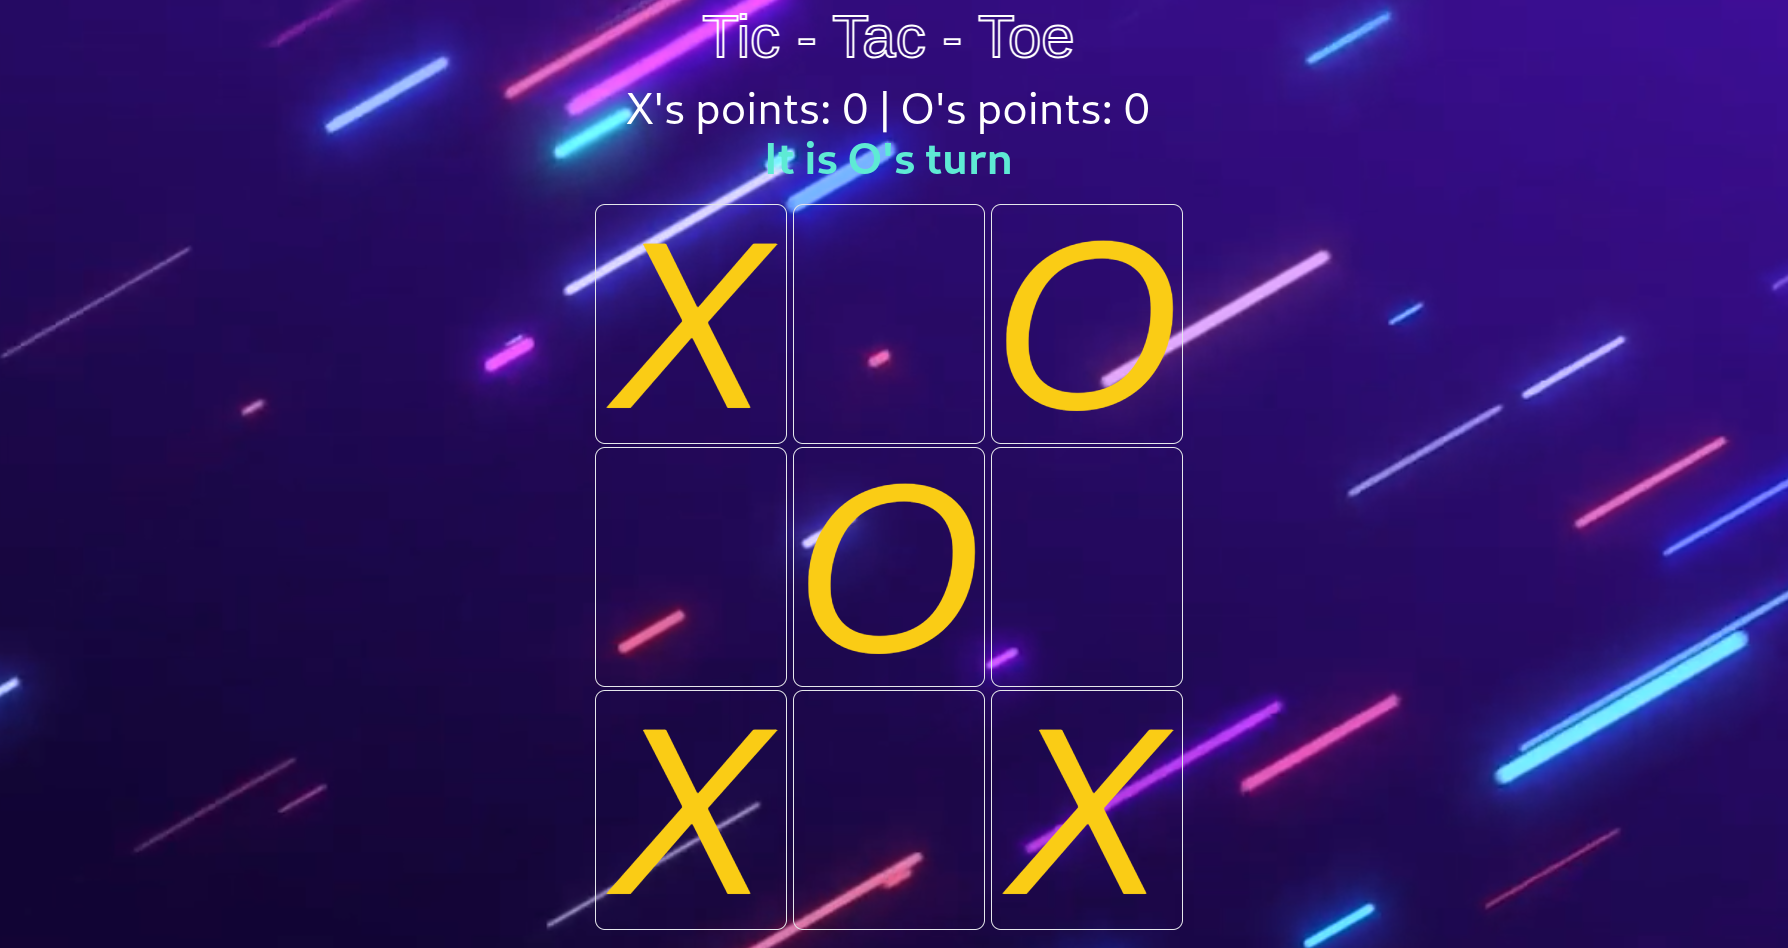 Tic - Tac - Toe
X's points: 0 | O's points: 0
It is O's turn
X O
O
X X